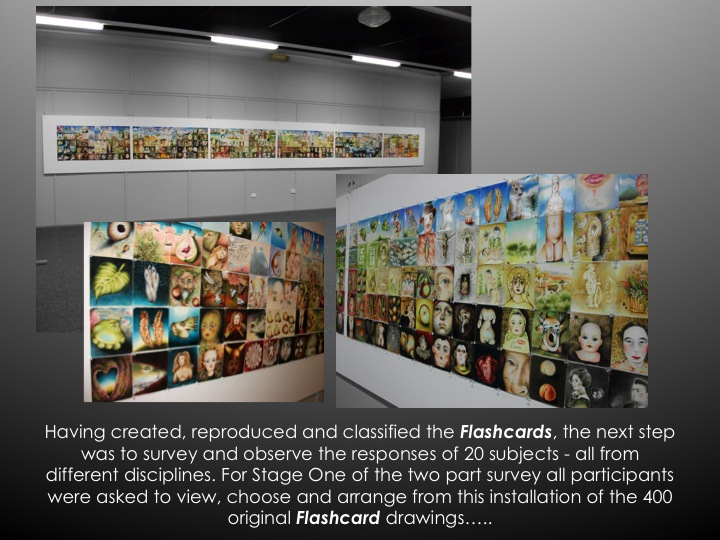 Having created, reproduced and classified the Flashcards, the next step
was to survey and observe the responses of 20 subjects - all from
different disciplines. For Stage One of the two part survey all participants
were asked to view, choose and arrange from this installation of the 400
original Flashcard drawings…..